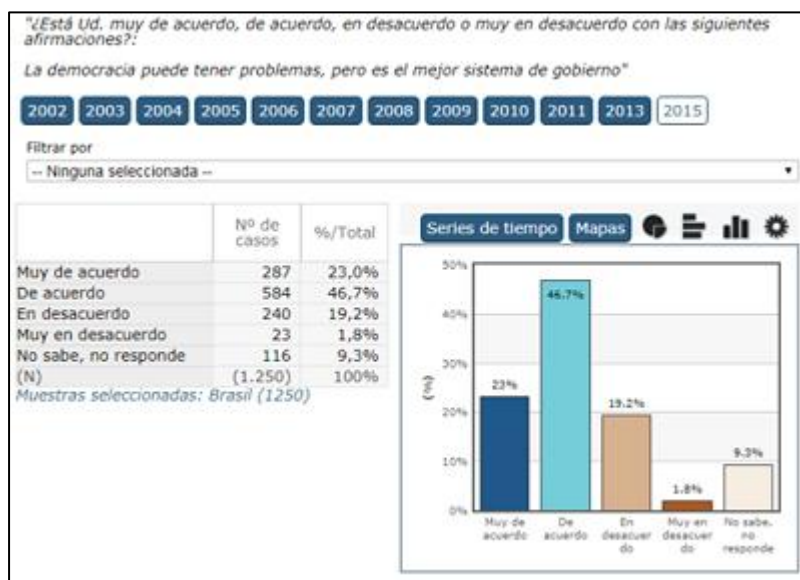 "¿Está Ud. muy de acuerdo, de acuerdo, en desacuerdo o muy en desacuerdo con las siguientes
afirmaciones?:
La democracia puede tener problemas, pero es el mejor sistema de gobierno"
2002 2003 2004 2005 2006 2007 2008 2009 2010 2011 2013 2015
Filtrar por
-- Ninguna seleccionada --
Nº de
casos
%/Total
Muy de acuerdo 287 23,0%
De acuerdo 584 46,7%
En desacuerdo 240 19,2%
Muy en desacuerdo 23 1,8%
No sabe, no responde 116 9,3%
(N) (1.250) 100%
Muestras seleccionadas: Brasil (1250)
Series de tiempo Mapas
50%
40%
30%
20%
10%
0%
(%)
23%
46.7%
19.2%
1.8%
9.3%
Muy de
acuerdo
De
acuerdo
En
desacuer
do
Muy en
desacuer
do
No sabe,
no
responde